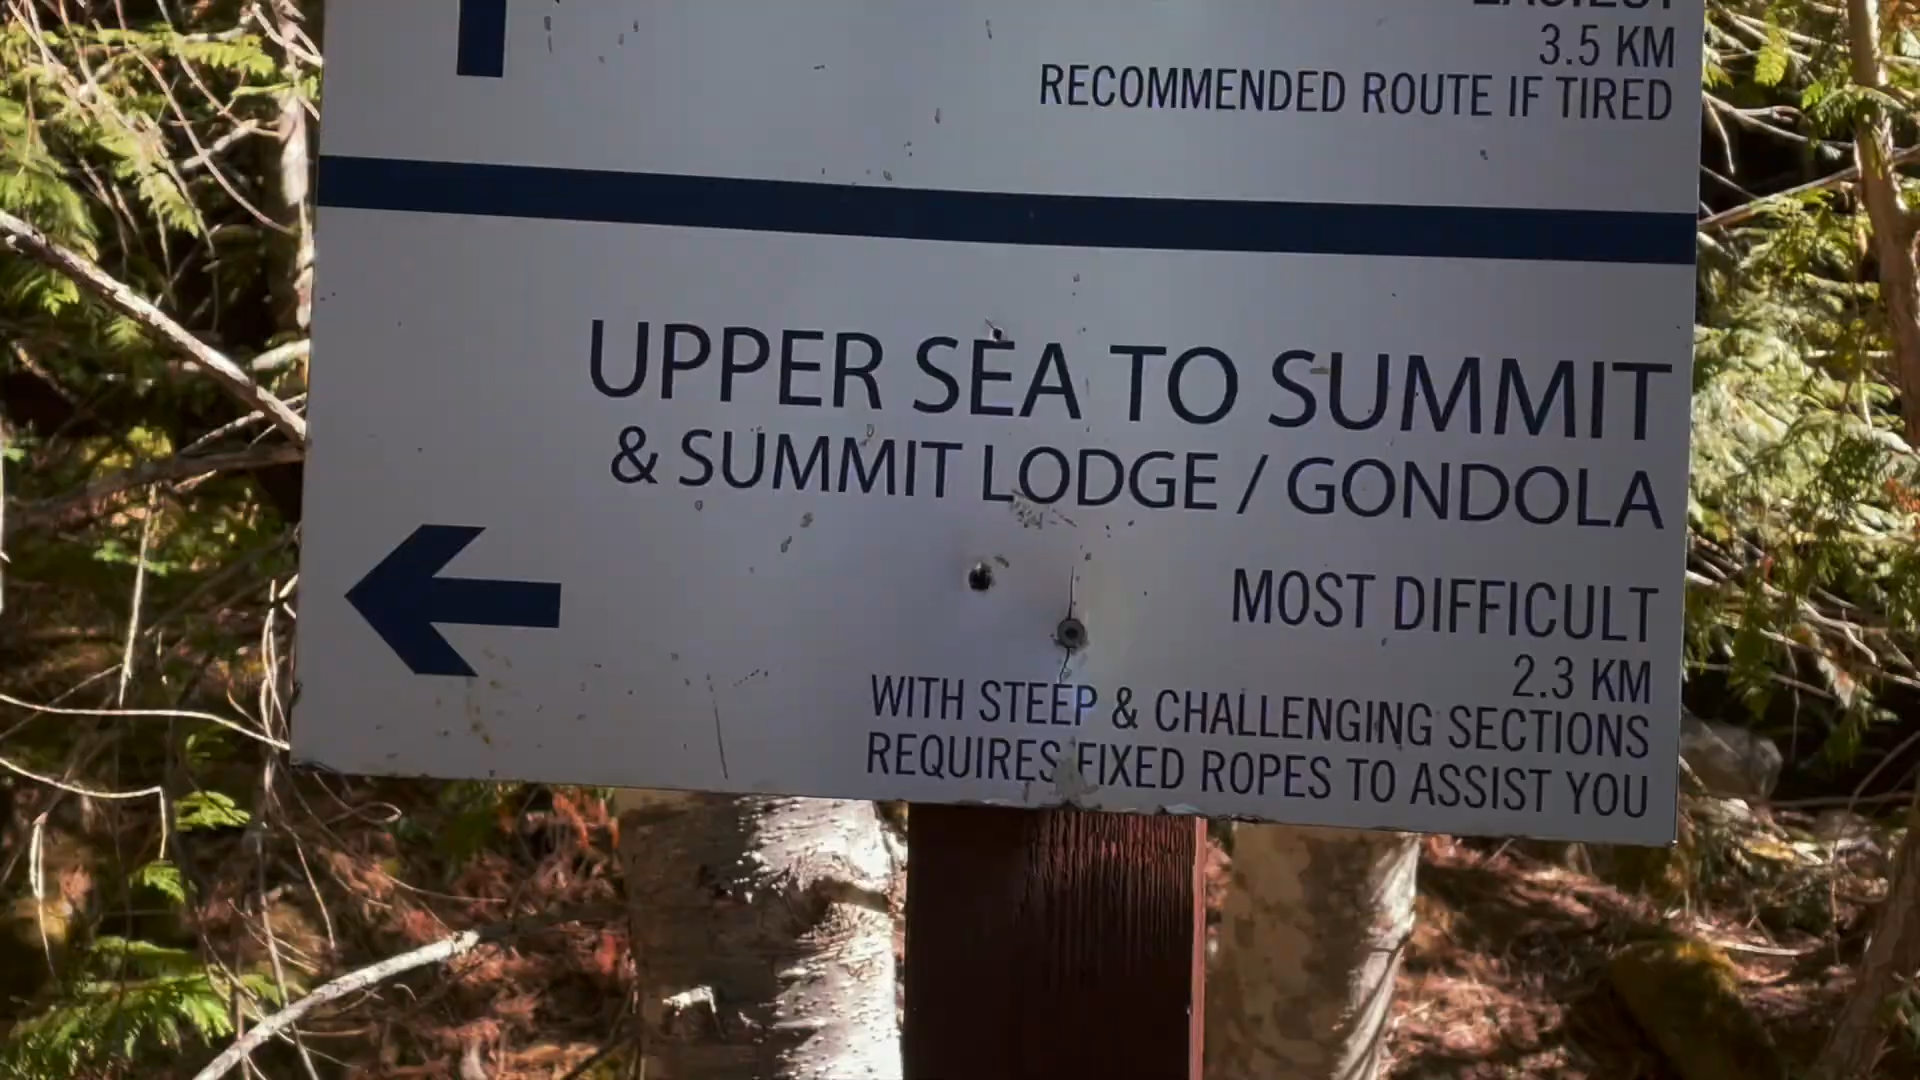 EASIEST
3.5 KM
RECOMMENDED ROUTE IF TIRED
UPPER SEA TO SUMMIT
& SUMMIT LODGE / GONDOLA
MOST DIFFICULT
2.3 KM
WITH STEEP & CHALLENGING SECTIONS
REQUIRES FIXED ROPES TO ASSIST YOU